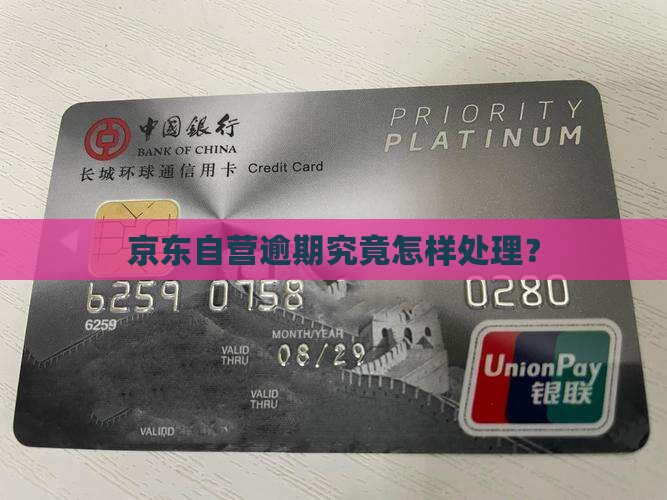 中国銀行
BANK OF CHINA
长城环球通信用卡 Credit Card
PRIORITY
PLATINUM
京东自营逾期究竟怎样处理？
6259 0758 0280
6259
MONTH/YEAR
VALID THRU 08/29
VALID THRU
VALID
UnionPay
银联